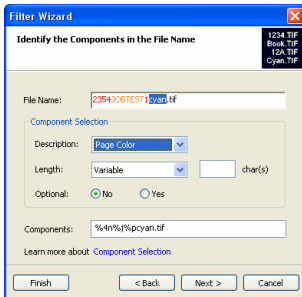 Filter Wizard
Identify the Components in the File Name
1234.TIF
Book.TIF
12A.TIF
Cyan.TIF
File Name: 2354JOBTEST1cyan.tif
Component Selection
Description: Page Color
Length: Variable char(s)
Optional: No Yes
Components: %4n%j%pcyan.tif
Learn more about Component Selection
Finish < Back Next > Cancel